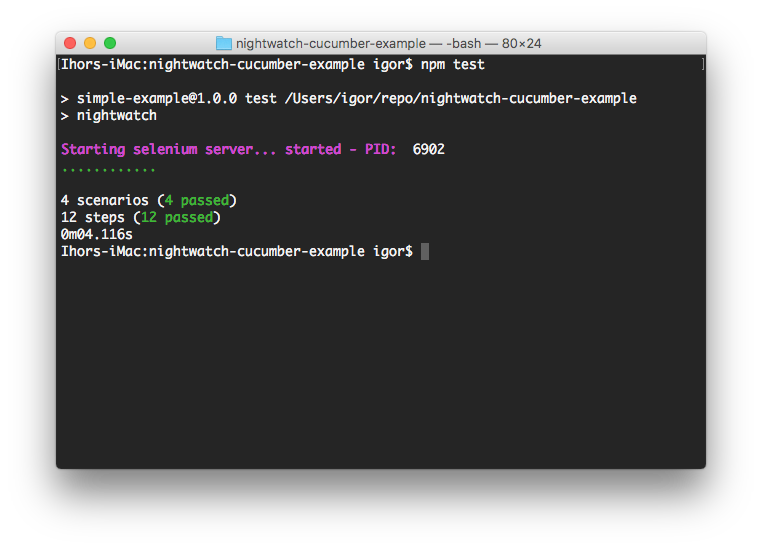 nightwatch-cucumber-example — -bash — 80×24
[Ihors-iMac:nightwatch-cucumber-example igor$ npm test ]
> simple-example@1.0.0 test /Users/igor/repo/nightwatch-cucumber-example
> nightwatch
Starting selenium server... started - PID:  6902
............
4 scenarios (4 passed)
12 steps (12 passed)
0m04.116s
Ihors-iMac:nightwatch-cucumber-example igor$